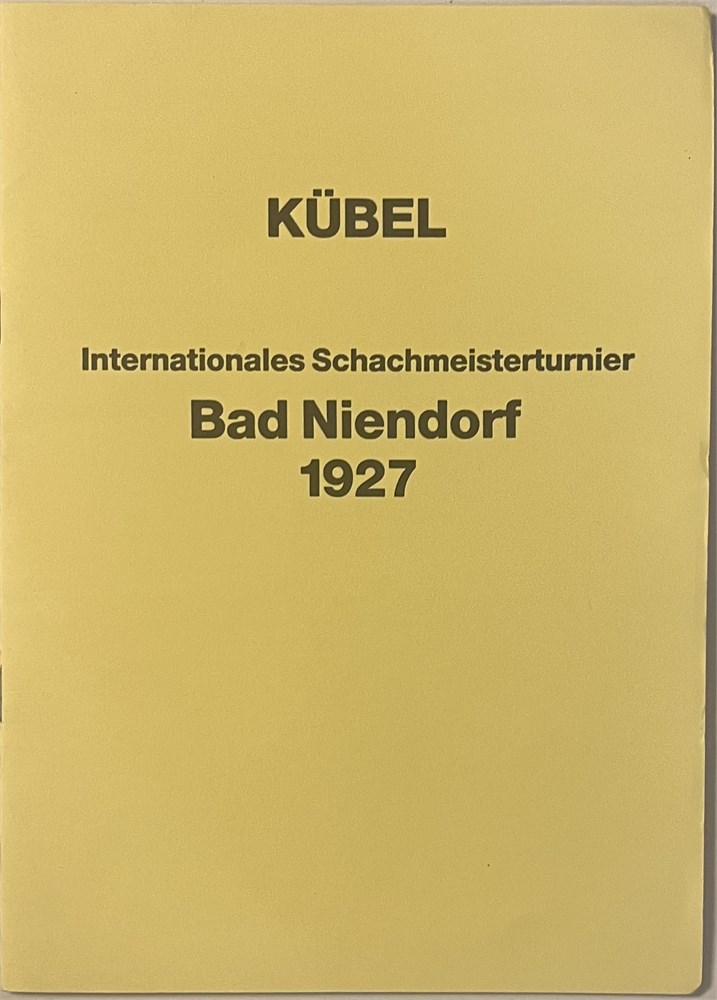 KÜBEL
Internationales Schachmeisterturnier
Bad Niendorf
1927